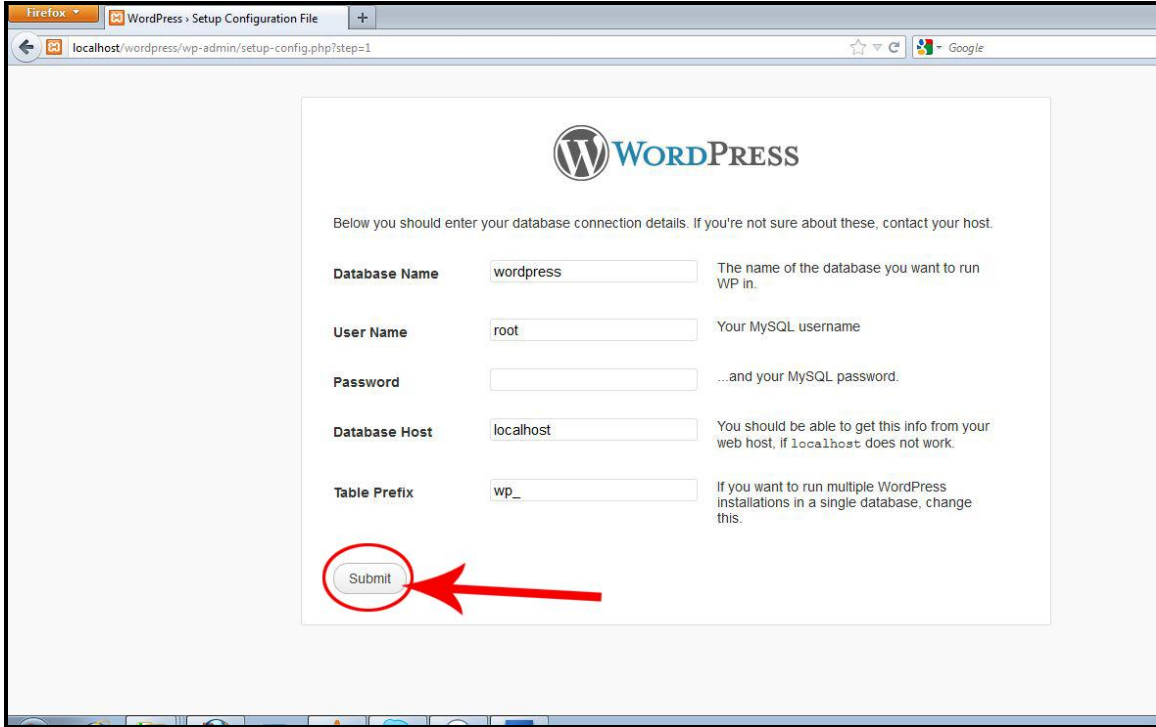 Firefox
WordPress › Setup Configuration File
+
localhost/wordpress/wp-admin/setup-config.php?step=1
Google
WORDPRESS
Below you should enter your database connection details. If you're not sure about these, contact your host.
Database Name
wordpress
The name of the database you want to run
WP in.
User Name
root
Your MySQL username
Password
...and your MySQL password.
Database Host
localhost
You should be able to get this info from your
web host, if localhost does not work.
Table Prefix
wp_
If you want to run multiple WordPress
installations in a single database, change
this.
Submit